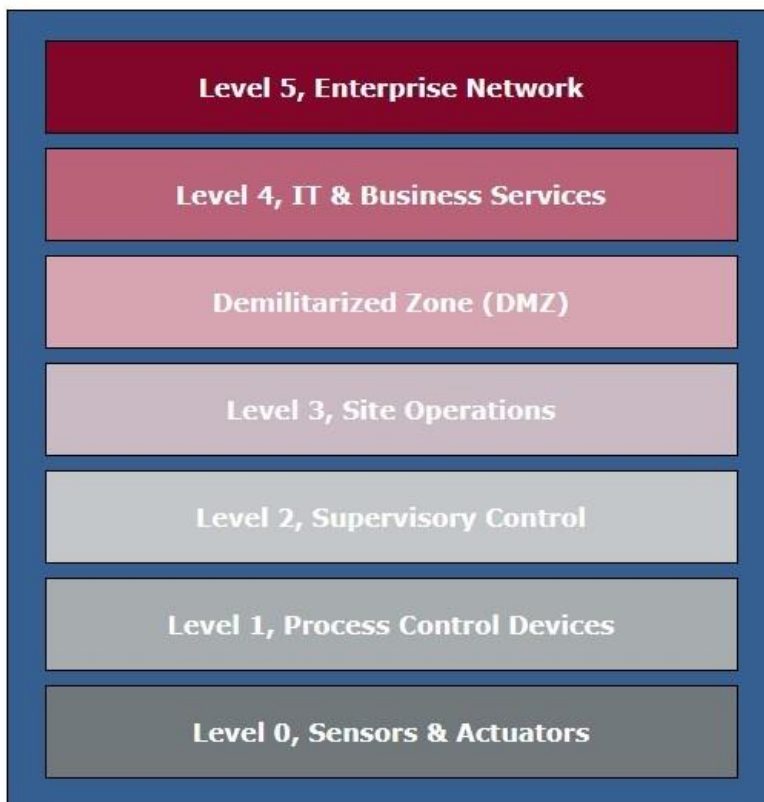 Level 5, Enterprise Network
Level 4, IT & Business Services
Demilitarized Zone (DMZ)
Level 3, Site Operations
Level 2, Supervisory Control
Level 1, Process Control Devices
Level 0, Sensors & Actuators